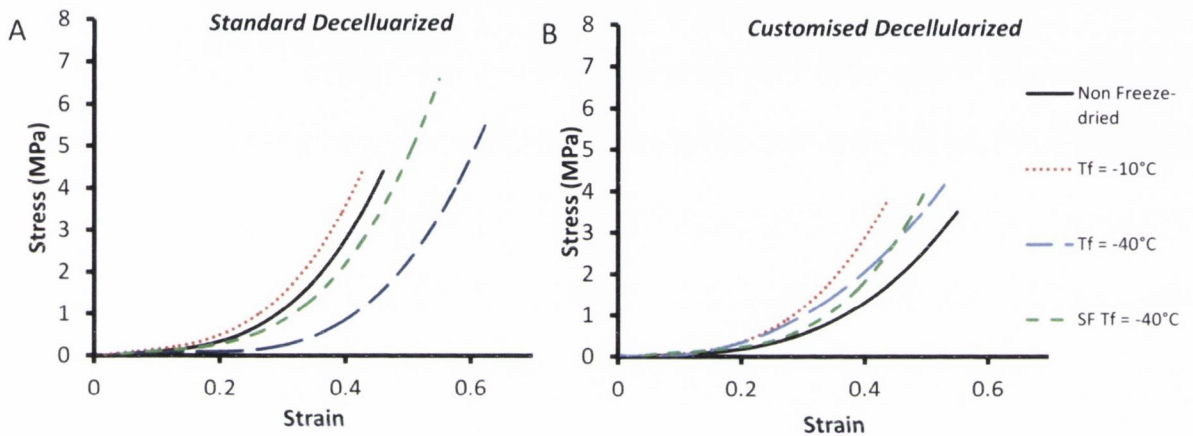 A
Standard Decelluarized
8
7
6
5
4
3
2
1
0
Stress (MPa)
0
0.2
0.4
0.6
Strain
B
Customised Decellularized
8
7
6
5
4
3
2
1
0
Stress (MPa)
0
0.2
0.4
0.6
Strain
Non Freeze-
dried
Tf = -10°C
Tf = -40°C
SF Tf = -40°C